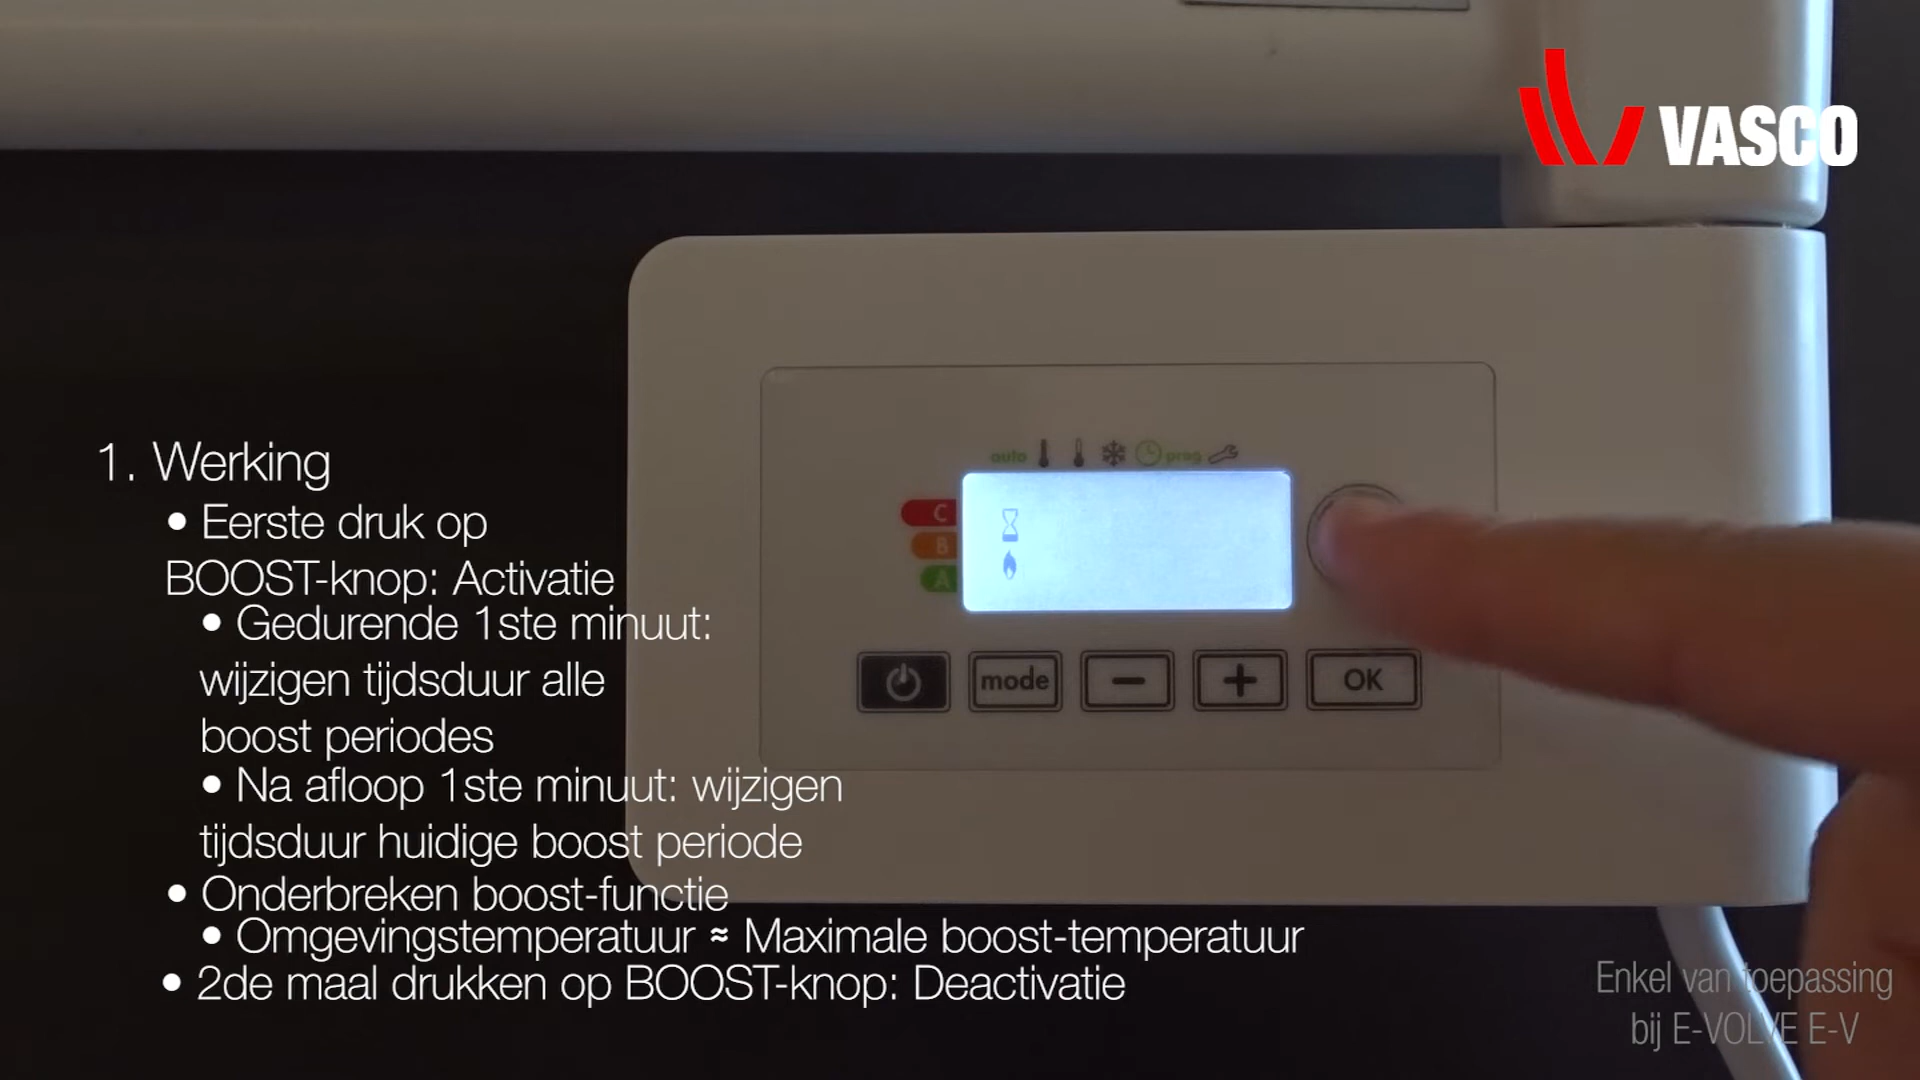 VASCO
auto prog
C
B
A
mode − + OK
1. Werking
• Eerste druk op
BOOST-knop: Activatie
• Gedurende 1ste minuut:
wijzigen tijdsduur alle
boost periodes
• Na afloop 1ste minuut: wijzigen
tijdsduur huidige boost periode
• Onderbreken boost-functie
• Omgevingstemperatuur ≈ Maximale boost-temperatuur
• 2de maal drukken op BOOST-knop: Deactivatie
Enkel van toepassing
bij E-VOLVE E-V